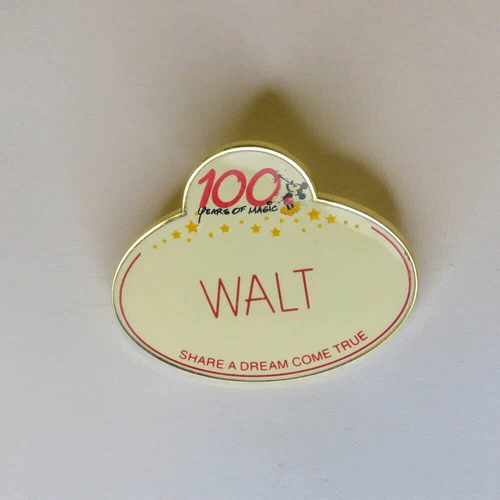 100
YEARS OF MAGIC
WALT
SHARE A DREAM COME TRUE